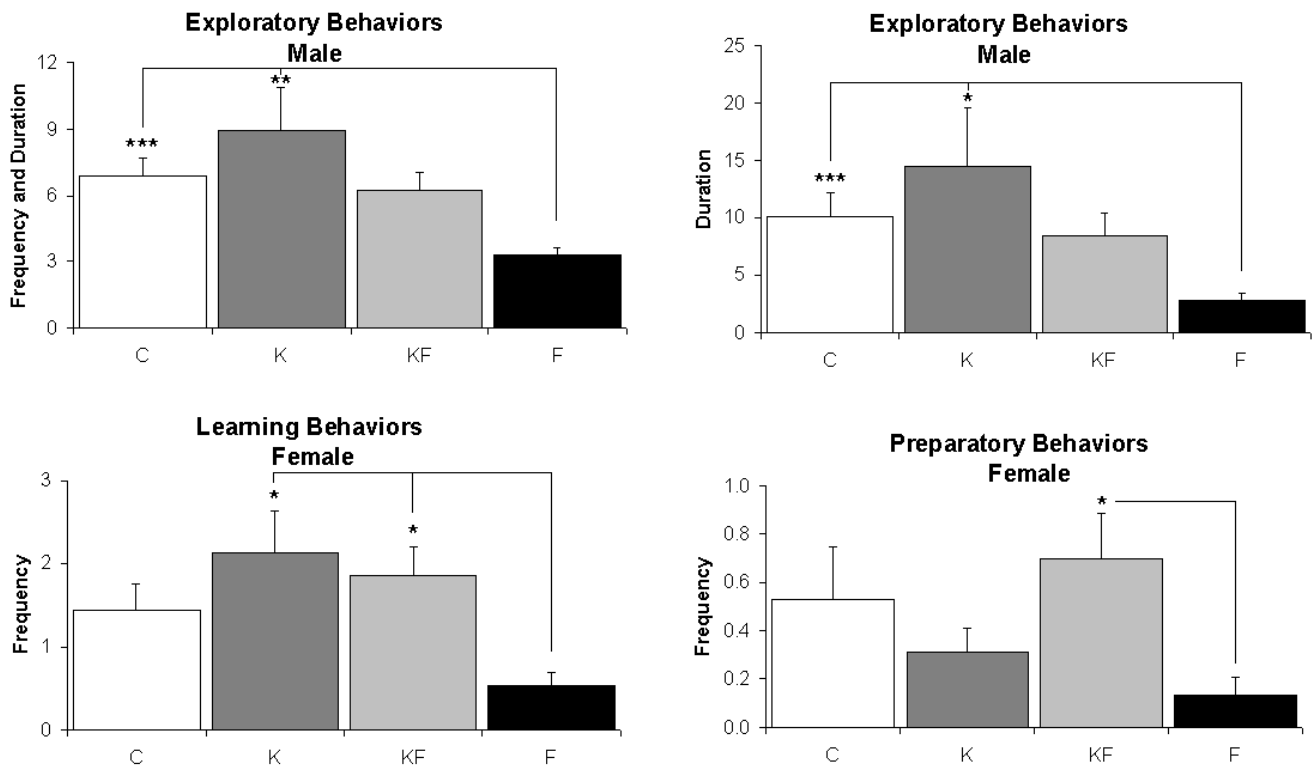 Exploratory Behaviors
Male
Frequency and Duration
12
9
6
3
0
***
**
C K KF F
Exploratory Behaviors
Male
Duration
25
20
15
10
5
0
***
*
C K KF F
Learning Behaviors
Female
Frequency
3
2
1
0
*
*
C K KF F
Preparatory Behaviors
Female
Frequency
1.0
0.8
0.6
0.4
0.2
0.0
*
C K KF F